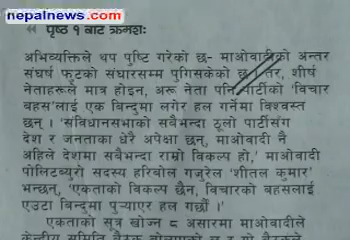 nepalnews.com
« पृष्ठ १ बाट क्रमशः
अभिव्यक्तिले थप पुष्टि गरेको छ- माओवादीको अन्तर
संघर्ष फुटको संघारसम्म पुगिसकेको छ। तर, शीर्ष
नेताहरूले मात्र होइन, अरू नेता पनि पार्टीको 'विचार
बहस'लाई एक बिन्दुमा लगेर हल गर्नेमा विश्वस्त
छन् । 'संविधानसभाको सबैभन्दा ठूलो पार्टीसँग
देश र जनताका धेरै अपेक्षा छन्, माओवादी नै
अहिले देशमा सबैभन्दा राम्रो विकल्प हो,' माओवादी
पोलिटब्युरो सदस्य हरिबोल गजुरेल 'शीतल कुमार'
भन्छन्, 'एकताको विकल्प छैन, विचारको बहसलाई
एउटा बिन्दुमा पुर्‍याएर हल गर्छौं ।'
एकताको सुत्र खोज्न ८ असारमा माओवादीले
केन्द्रीय समिति बैठक